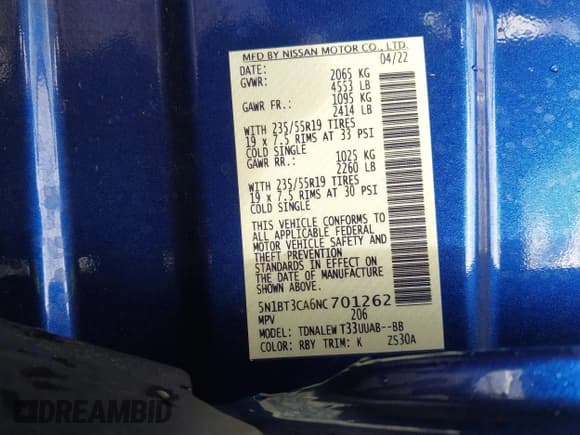 MFD BY NISSAN MOTOR CO., LTD.
DATE: 04/22
GVWR: 2065 KG
4553 LB
GAWR FR.: 1095 KG
2414 LB
WITH 235/55R19 TIRES
19 x 7.5 RIMS AT 33 PSI
COLD SINGLE
GAWR RR.: 1025 KG
2260 LB
WITH 235/55R19 TIRES
19 x 7.5 RIMS AT 30 PSI
COLD SINGLE
THIS VEHICLE CONFORMS TO
ALL APPLICABLE FEDERAL
MOTOR VEHICLE SAFETY AND
THEFT PREVENTION
STANDARDS IN EFFECT ON
THE DATE OF MANUFACTURE
SHOWN ABOVE.
5N1BT3CA6NC701262
MPV 206
MODEL: TDNALEW T33UUAB--BB
COLOR: RBY TRIM: K ZS30A
DREAMBID